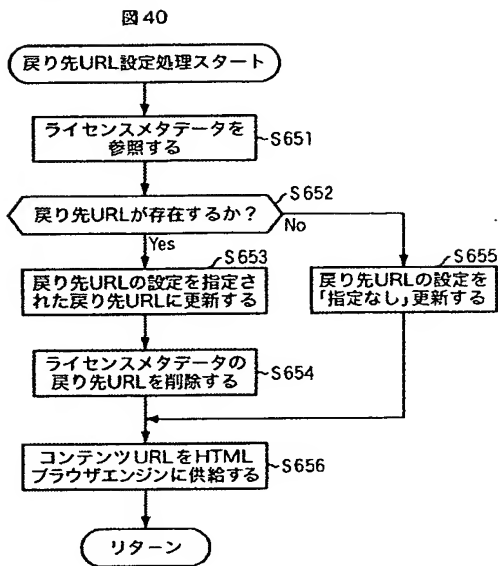 図40
戻り先URL設定処理スタート
ライセンスメタデータを
参照する
S651
戻り先URLが存在するか？
S652
Yes
No
戻り先URLの設定を指定さ
れた戻り先URLに更新する
S653
戻り先URLの設定を
「指定なし」更新する
S655
ライセンスメタデータの
戻り先URLを削除する
S654
コンテンツURLをHTML
ブラウザエンジンに供給する
S656
リターン